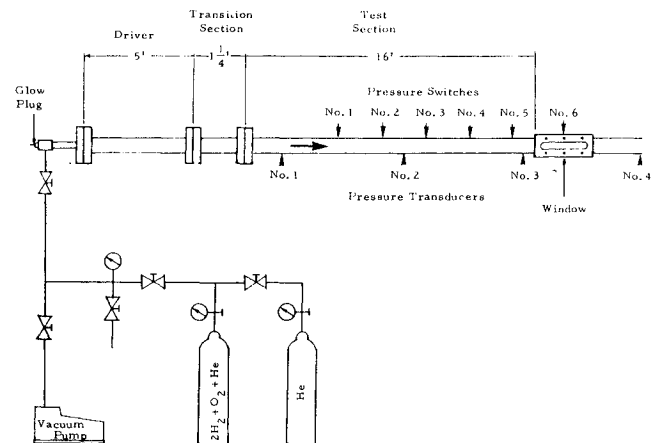 Driver
Transition
Section
Test
Section
5'
1 1/4'
16'
Glow
Plug
Pressure Switches
No. 1 No. 2 No. 3 No. 4 No. 5 No. 6
No. 1 No. 2 No. 3 No. 4
Pressure Transducers
Window
2H2 + O2 + He
He
Vacuum
Pump